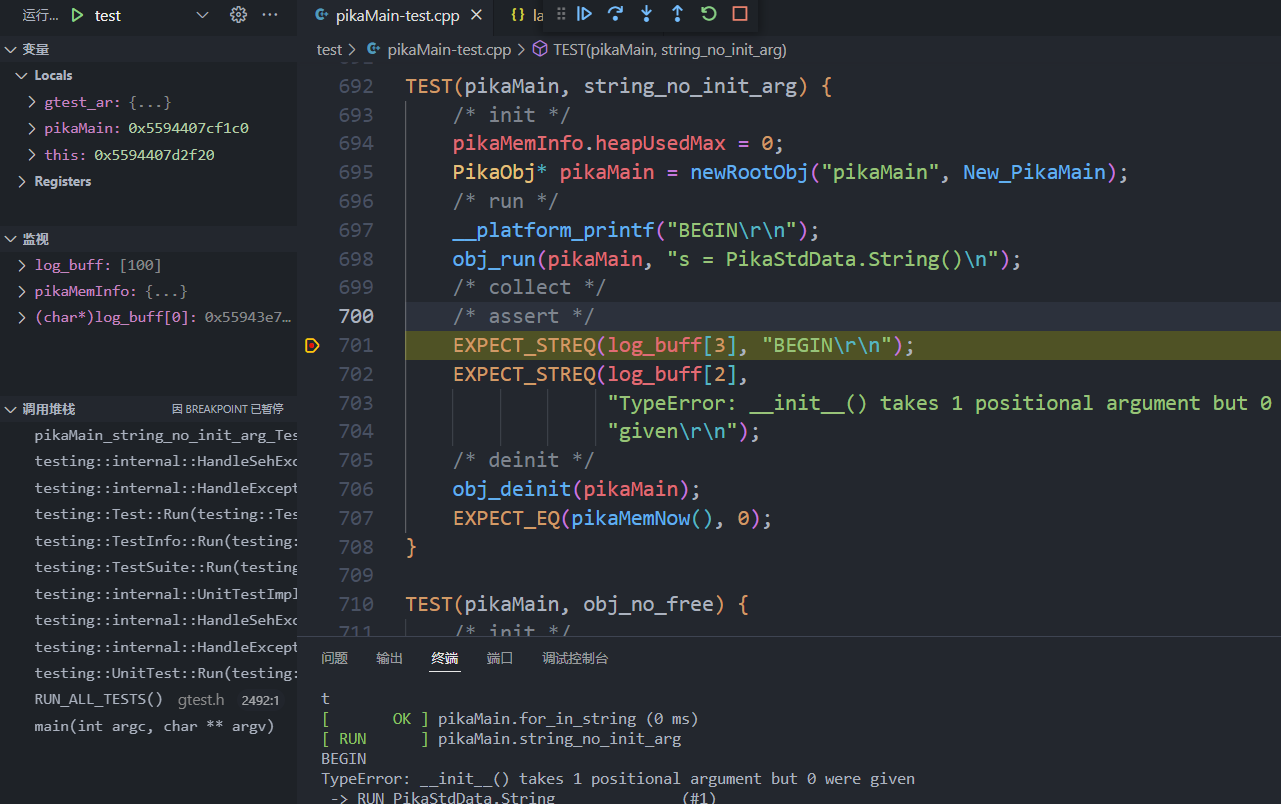 运行... test
变量
Locals
gtest_ar: {...}
pikaMain: 0x5594407cf1c0
this: 0x5594407d2f20
Registers
监视
log_buff: [100]
pikaMemInfo: {...}
(char*)log_buff[0]: 0x55943e7...
调用堆栈 因 BREAKPOINT 已暂停
pikaMain_string_no_init_arg_Tes
testing::internal::HandleSehExc
testing::internal::HandleExcept
testing::Test::Run(testing::Tes
testing::TestInfo::Run(testing:
testing::TestSuite::Run(testing
testing::internal::UnitTestImpl
testing::internal::HandleSehExc
testing::internal::HandleExcept
testing::UnitTest::Run(testing:
RUN_ALL_TESTS() gtest.h 2492:1
main(int argc, char ** argv)
pikaMain-test.cpp {} la
test > pikaMain-test.cpp > TEST(pikaMain, string_no_init_arg)
692 TEST(pikaMain, string_no_init_arg) {
693 /* init */
694 pikaMemInfo.heapUsedMax = 0;
695 PikaObj* pikaMain = newRootObj("pikaMain", New_PikaMain);
696 /* run */
697 __platform_printf("BEGIN\r\n");
698 obj_run(pikaMain, "s = PikaStdData.String()\n");
699 /* collect */
700 /* assert */
701 EXPECT_STREQ(log_buff[3], "BEGIN\r\n");
702 EXPECT_STREQ(log_buff[2],
703 "TypeError: __init__() takes 1 positional argument but 0
704 "given\r\n");
705 /* deinit */
706 obj_deinit(pikaMain);
707 EXPECT_EQ(pikaMemNow(), 0);
708 }
709
710 TEST(pikaMain, obj_no_free) {
711 /* init */
问题 输出 终端 端口 调试控制台
t
[ OK ] pikaMain.for_in_string (0 ms)
[ RUN ] pikaMain.string_no_init_arg
BEGIN
TypeError: __init__() takes 1 positional argument but 0 were given
-> RUN PikaStdData.String (#1)